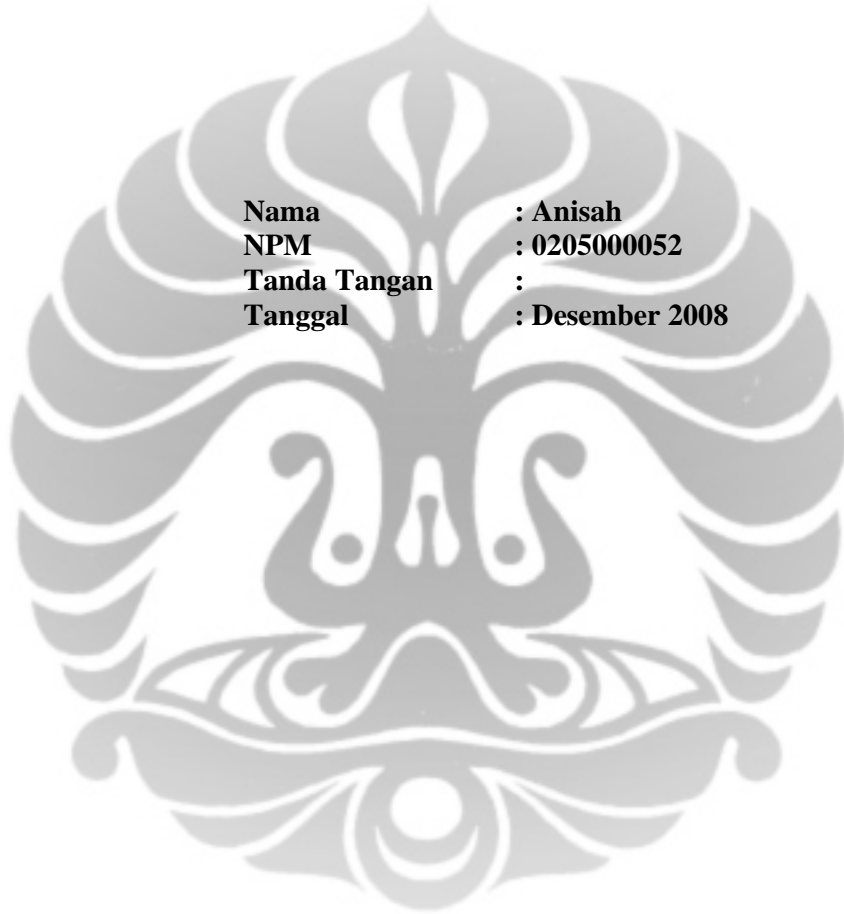 Nama : Anisah
NPM : 0205000052
Tanda Tangan :
Tanggal : Desember 2008